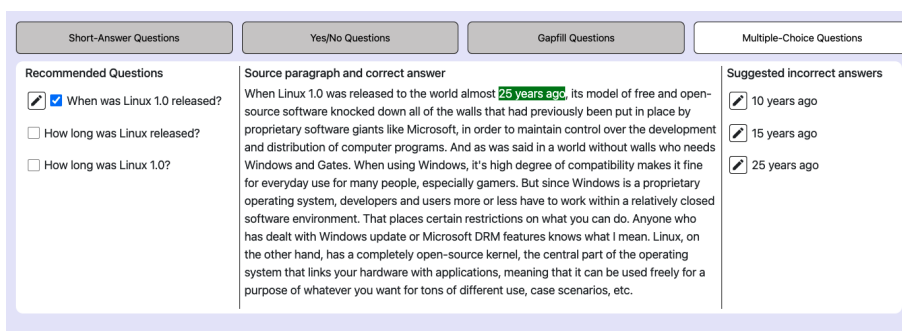 Short-Answer Questions
Yes/No Questions
Gapfill Questions
Multiple-Choice Questions
Recommended Questions
When was Linux 1.0 released?
How long was Linux released?
How long was Linux 1.0?
Source paragraph and correct answer
When Linux 1.0 was released to the world almost 25 years ago, its model of free and open-
source software knocked down all of the walls that had previously been put in place by
proprietary software giants like Microsoft, in order to maintain control over the development
and distribution of computer programs. And as was said in a world without walls who needs
Windows and Gates. When using Windows, it's high degree of compatibility makes it fine
for everyday use for many people, especially gamers. But since Windows is a proprietary
operating system, developers and users more or less have to work within a relatively closed
software environment. That places certain restrictions on what you can do. Anyone who
has dealt with Windows update or Microsoft DRM features knows what I mean. Linux, on
the other hand, has a completely open-source kernel, the central part of the operating
system that links your hardware with applications, meaning that it can be used freely for a
purpose of whatever you want for tons of different use, case scenarios, etc.
Suggested incorrect answers
10 years ago
15 years ago
25 years ago